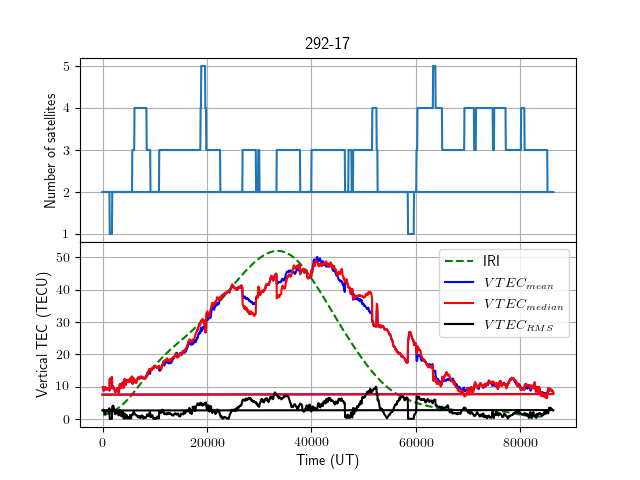 292-17
Number of satellites
5
4
3
2
1
Vertical TEC (TECU)
50
40
30
20
10
0
IRI
VTEC_mean
VTEC_median
VTEC_RMS
0 20000 40000 60000 80000
Time (UT)